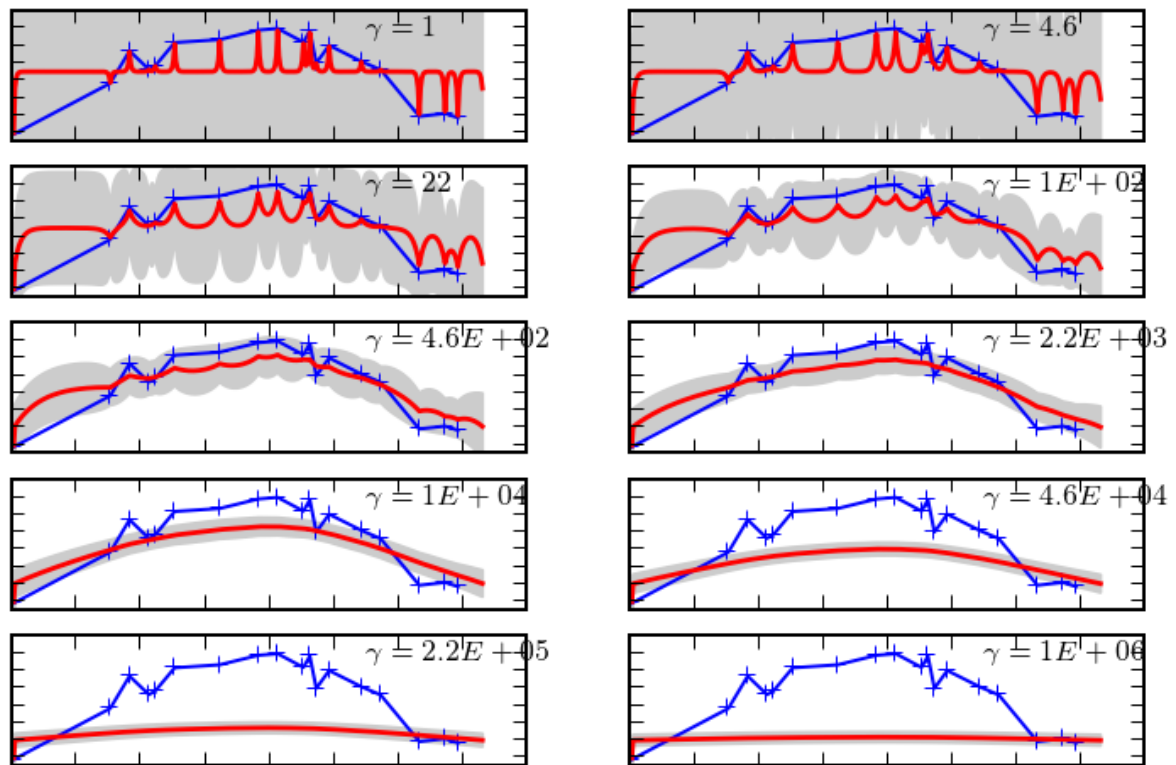 γ = 1
γ = 4.6
γ = 22
γ = 1E + 02
γ = 4.6E + 02
γ = 2.2E + 03
γ = 1E + 04
γ = 4.6E + 04
γ = 2.2E + 05
γ = 1E + 06